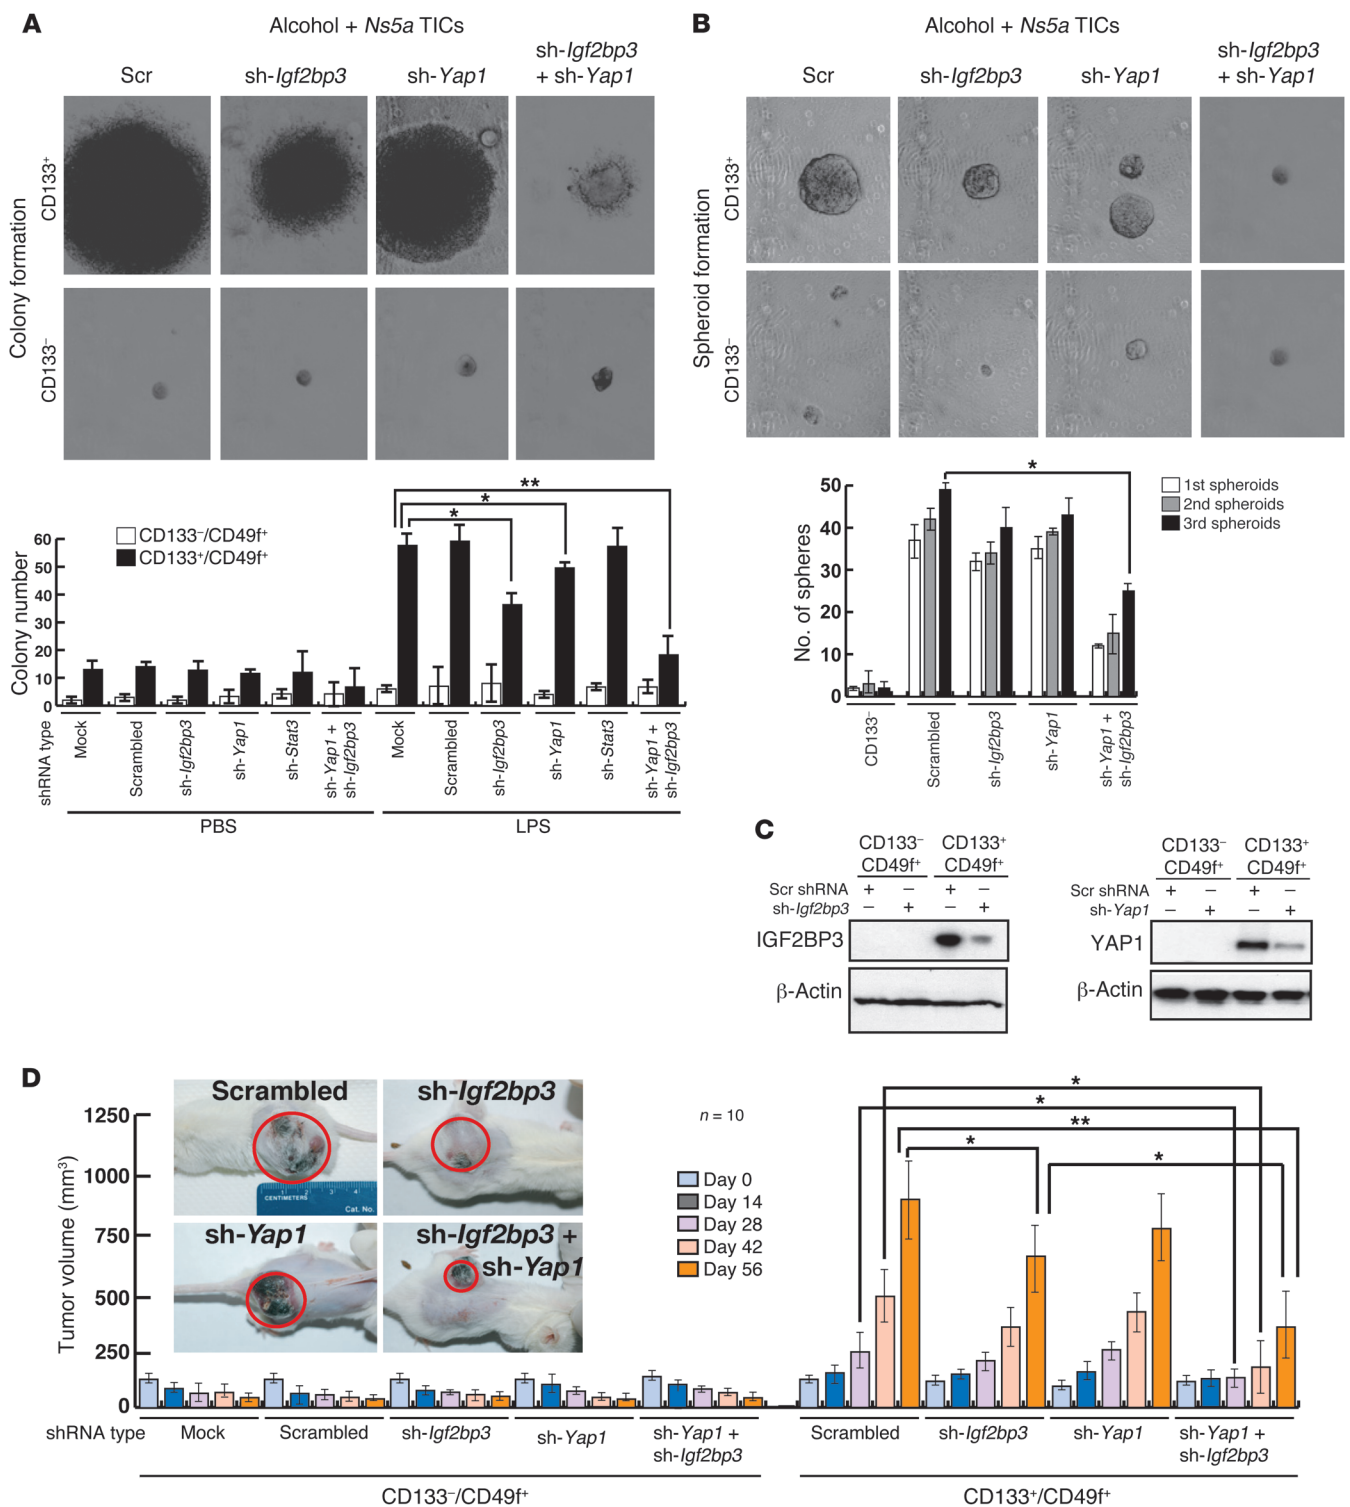 A
Alcohol + Ns5a TICs
Scr
sh-Igf2bp3
sh-Yap1
sh-Igf2bp3
+ sh-Yap1
Colony formation
CD133+
CD133−
Colony number
60
50
40
30
20
10
0
CD133−/CD49f+
CD133+/CD49f+
*
*
**
shRNA type
Mock
Scrambled
sh-Igf2bp3
sh-Yap1
sh-Stat3
sh-Yap1 +
sh-Igf2bp3
Mock
Scrambled
sh-Igf2bp3
sh-Yap1
sh-Stat3
sh-Yap1 +
sh-Igf2bp3
PBS
LPS
B
Alcohol + Ns5a TICs
Scr
sh-Igf2bp3
sh-Yap1
sh-Igf2bp3
+ sh-Yap1
Spheroid formation
CD133+
CD133−
No. of spheres
50
40
30
20
10
0
*
1st spheroids
2nd spheroids
3rd spheroids
CD133−
Scrambled
sh-Igf2bp3
sh-Yap1
sh-Yap1 +
sh-Igf2bp3
C
CD133− CD133+
CD49f+ CD49f+
Scr shRNA + − + −
sh-Igf2bp3 − + − +
IGF2BP3
β-Actin
CD133− CD133+
CD49f+ CD49f+
Scr shRNA + − + −
sh-Yap1 − + − +
YAP1
β-Actin
D
Tumor volume (mm³)
1250
1000
750
500
250
0
Scrambled
CENTIMETERS 1 2 3 4
Cat. No.
sh-Igf2bp3
sh-Yap1
sh-Igf2bp3 +
sh-Yap1
n = 10
Day 0
Day 14
Day 28
Day 42
Day 56
*
*
**
*
*
shRNA type
Mock
Scrambled
sh-Igf2bp3
sh-Yap1
sh-Yap1 +
sh-Igf2bp3
Scrambled
sh-Igf2bp3
sh-Yap1
sh-Yap1 +
sh-Igf2bp3
CD133−/CD49f+
CD133+/CD49f+